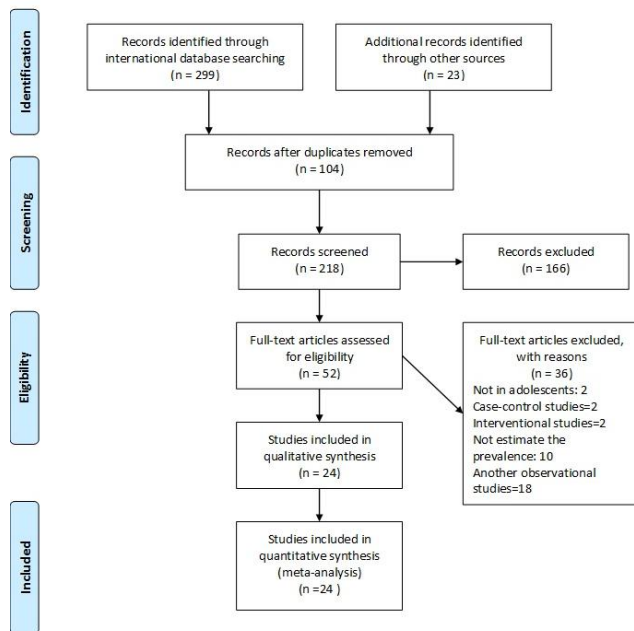 Identification
Records identified through
international database searching
(n = 299)
Additional records identified
through other sources
(n = 23)
Records after duplicates removed
(n = 104)
Screening
Records screened
(n = 218)
Records excluded
(n = 166)
Eligibility
Full-text articles assessed
for eligibility
(n = 52)
Full-text articles excluded,
with reasons
(n = 36)
Not in adolescents: 2
Case-control studies=2
Interventional studies=2
Not estimate the
prevalence: 10
Another observational
studies=18
Studies included in
qualitative synthesis
(n = 24)
Included
Studies included in
quantitative synthesis
(meta-analysis)
(n =24 )